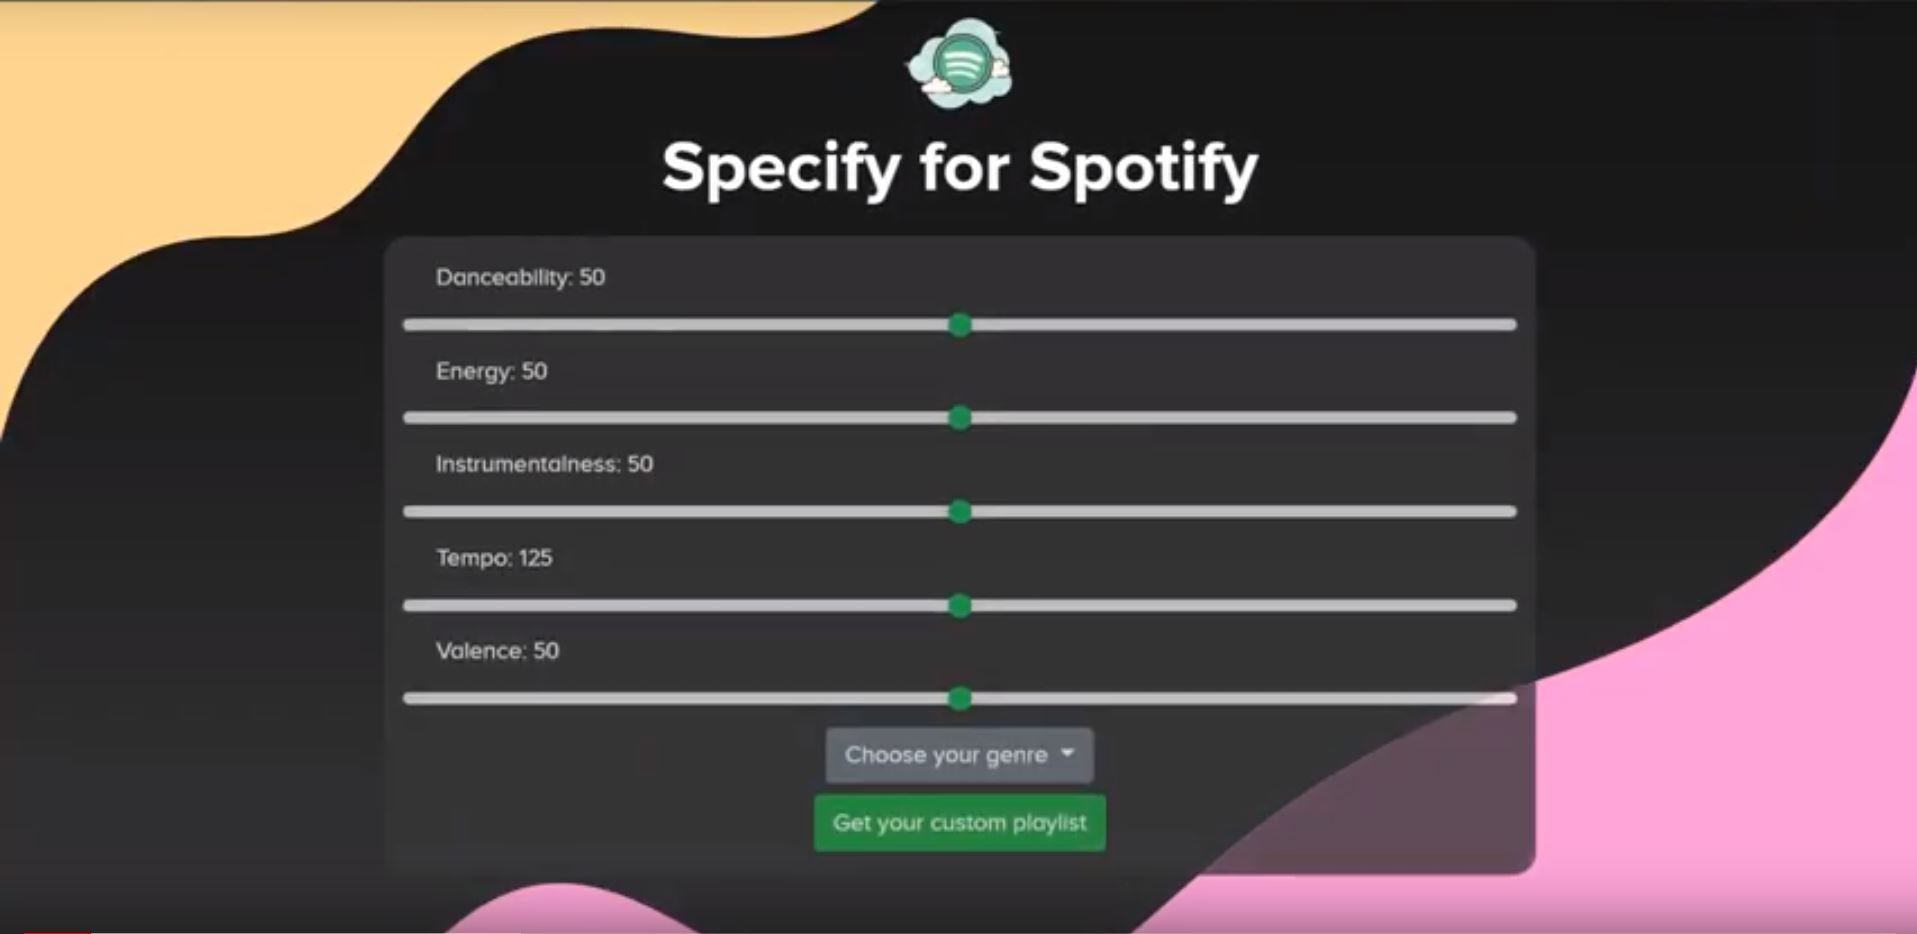 Specify for Spotify
Danceability: 50
Energy: 50
Instrumentalness: 50
Tempo: 125
Valence: 50
Choose your genre
Get your custom playlist